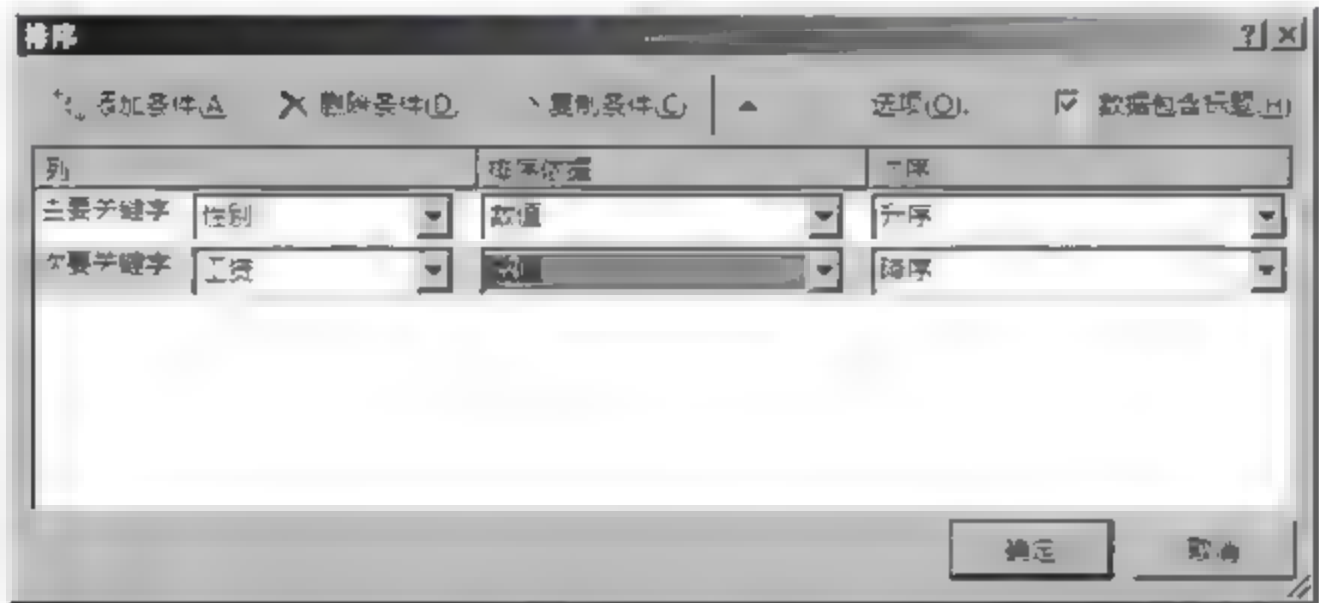 排序
添加条件(A 删除条件(D. 复制条件(C) 选项(O). 数据包含标题(H)
列 排序依据 次序
主要关键字 性别 数值 升序
次要关键字 工资 降序
确定 取消